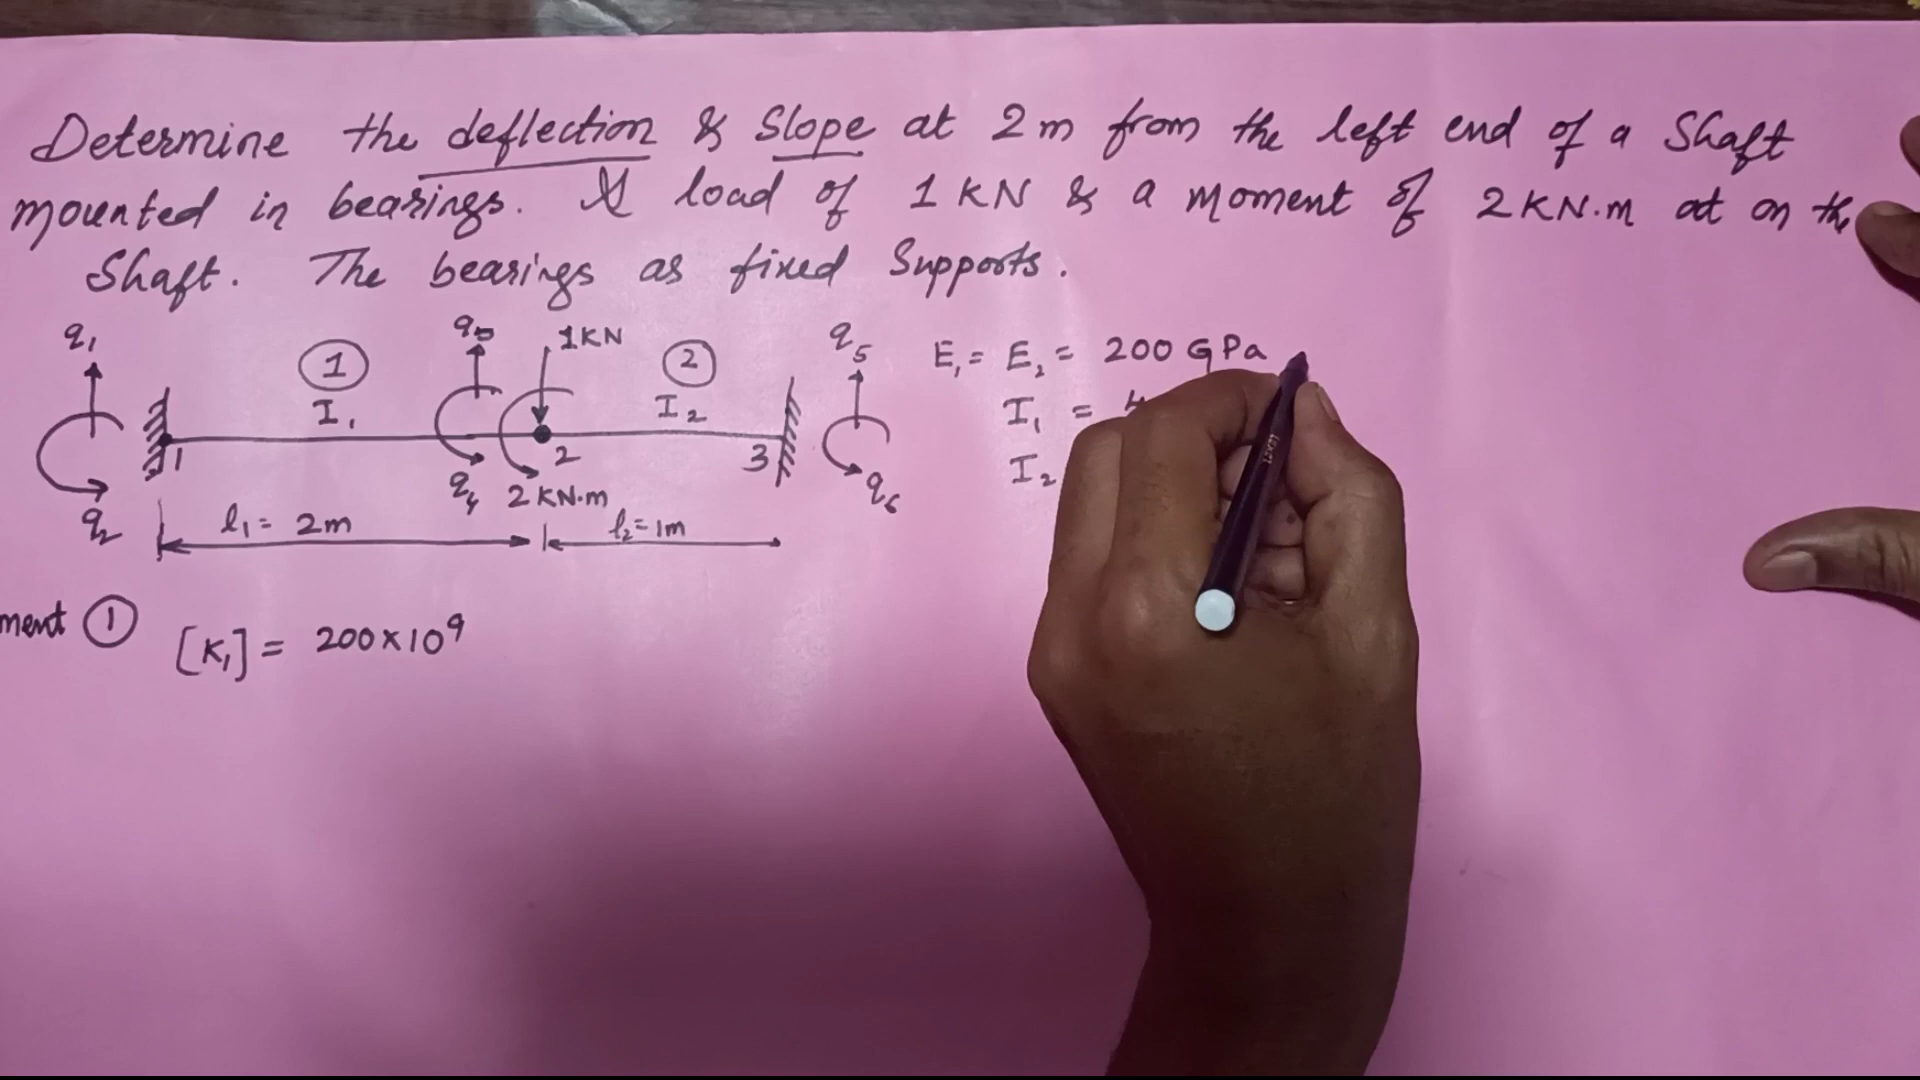 Determine the deflection & Slope at 2m from the left end of a Shaft
mounted in bearings. A load of 1 KN & a moment of 2 KN.m at on the
Shaft. The bearings as fixed Supports.
q1 q3 1KN q5
1 2
I1 I2
1 2 3
q2 q4 2 KN.m q6
l1 = 2m l2 = 1m
E1 = E2 = 200 GPa
I1 = 4
I2
ment 1
[K1] = 200×10⁹